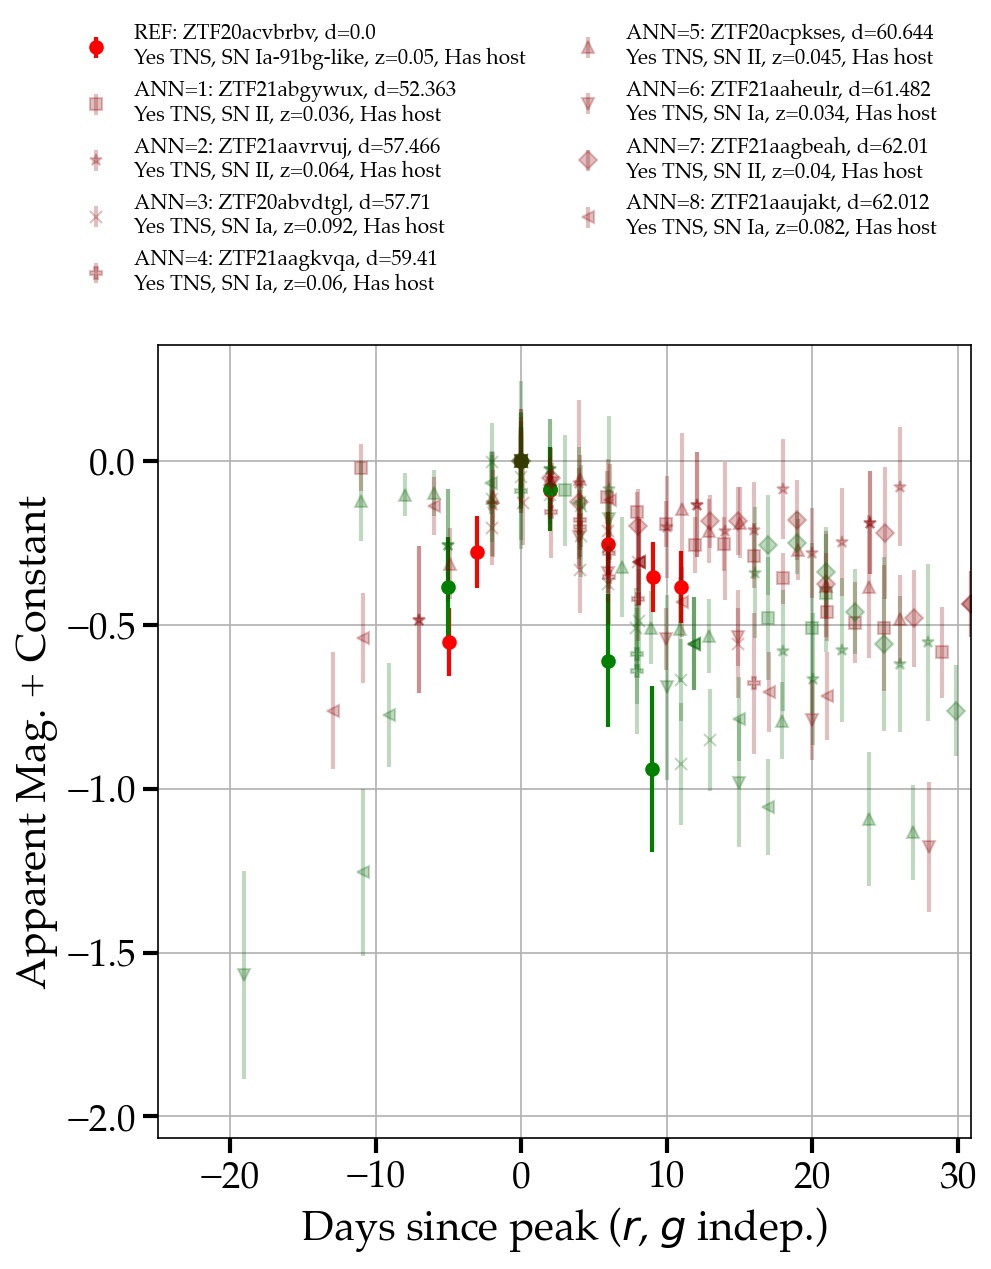 REF: ZTF20acvbrbv, d=0.0
Yes TNS, SN Ia-91bg-like, z=0.05, Has host
ANN=1: ZTF21abgywux, d=52.363
Yes TNS, SN II, z=0.036, Has host
ANN=2: ZTF21aavrvuj, d=57.466
Yes TNS, SN II, z=0.064, Has host
ANN=3: ZTF20abvdtgl, d=57.71
Yes TNS, SN Ia, z=0.092, Has host
ANN=4: ZTF21aagkvqa, d=59.41
Yes TNS, SN Ia, z=0.06, Has host
ANN=5: ZTF20acpkses, d=60.644
Yes TNS, SN II, z=0.045, Has host
ANN=6: ZTF21aaheulr, d=61.482
Yes TNS, SN Ia, z=0.034, Has host
ANN=7: ZTF21aagbeah, d=62.01
Yes TNS, SN II, z=0.04, Has host
ANN=8: ZTF21aaujakt, d=62.012
Yes TNS, SN Ia, z=0.082, Has host
0.0
−0.5
−1.0
−1.5
−2.0
Apparent Mag. + Constant
−20
−10
0
10
20
30
Days since peak (r, g indep.)